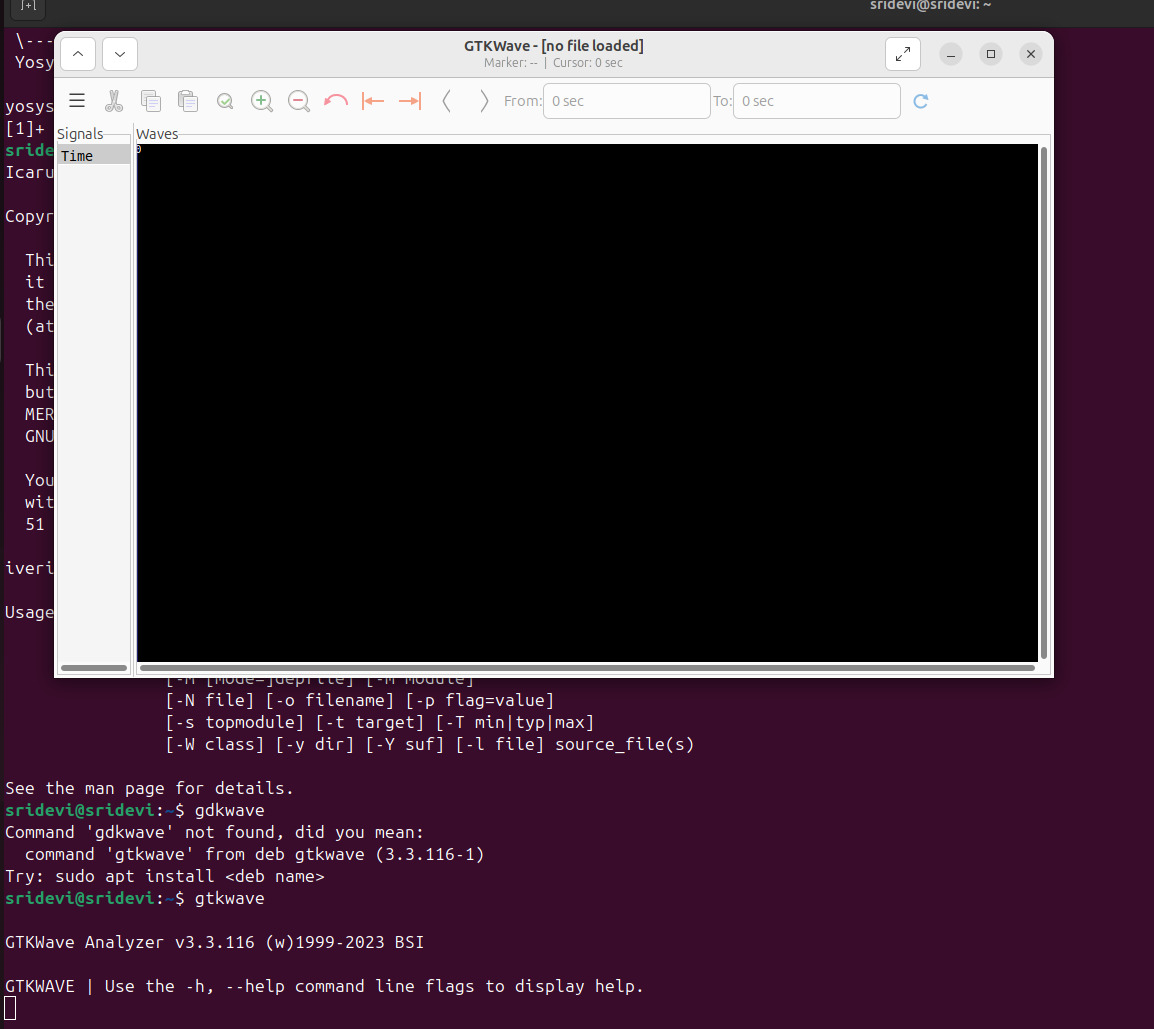 sridevi@sridevi: ~
\---
Yosy
yosys
[1]+
sride
Icaru
Copyr
Thi
it
the
(at
Thi
but
MER
GNU
You
wit
51
iveri
Usage
GTKWave - [no file loaded]
Marker: -- | Cursor: 0 sec
From: 0 sec To: 0 sec
Signals
Time
Waves
0
[-M [mode=]depfile] [-M module]
[-N file] [-o filename] [-p flag=value]
[-s topmodule] [-t target] [-T min|typ|max]
[-W class] [-y dir] [-Y suf] [-l file] source_file(s)
See the man page for details.
sridevi@sridevi:~$ gdkwave
Command 'gdkwave' not found, did you mean:
command 'gtkwave' from deb gtkwave (3.3.116-1)
Try: sudo apt install <deb name>
sridevi@sridevi:~$ gtkwave
GTKWave Analyzer v3.3.116 (w)1999-2023 BSI
GTKWAVE | Use the -h, --help command line flags to display help.